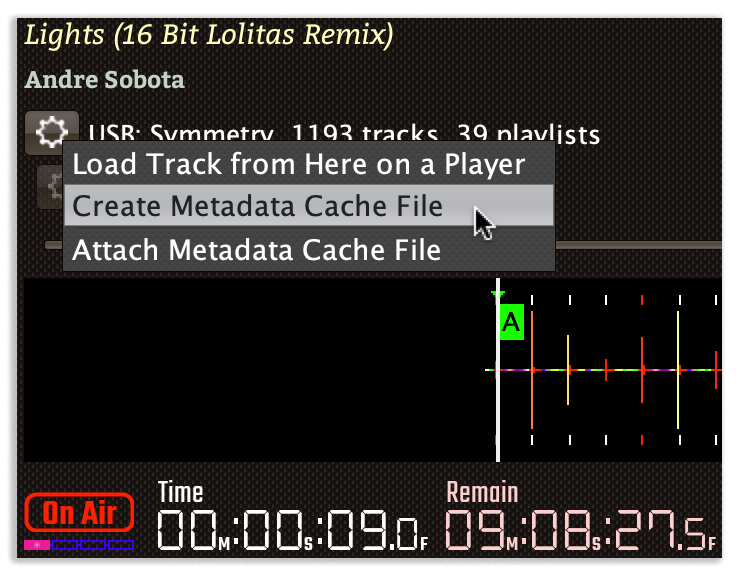 Lights (16 Bit Lolitas Remix)
Andre Sobota
USB: Symmetry, 1193 tracks, 39 playlists
Load Track from Here on a Player
Create Metadata Cache File
Attach Metadata Cache File
A
Time
Remain
On Air
00M:00S:09.0F
09M:08S:27.5F